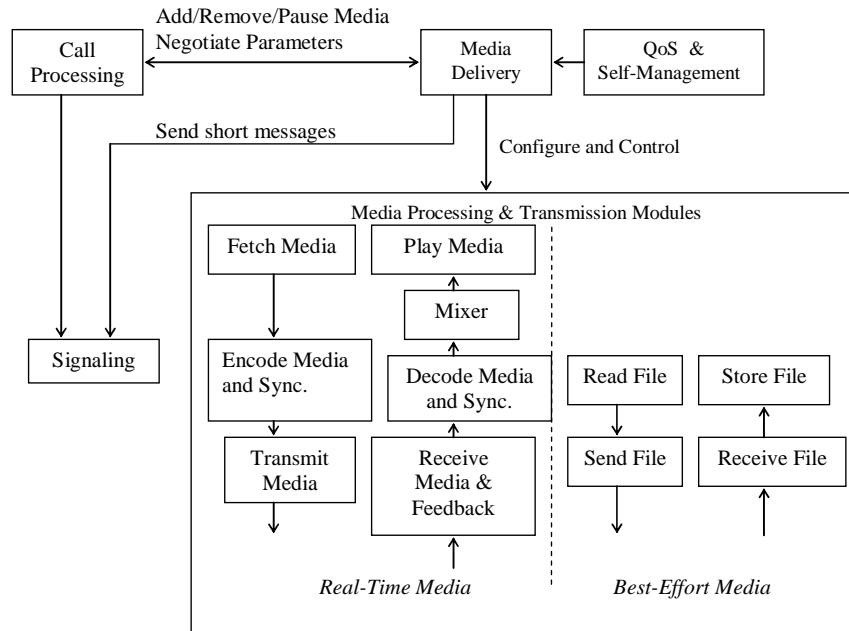 Add/Remove/Pause Media
Negotiate Parameters
Call
Processing
Media
Delivery
QoS &
Self-Management
Send short messages
Configure and Control
Media Processing & Transmission Modules
Fetch Media
Play Media
Mixer
Signaling
Encode Media
and Sync.
Decode Media
and Sync.
Read File
Store File
Transmit
Media
Receive
Media &
Feedback
Send File
Receive File
Real-Time Media
Best-Effort Media